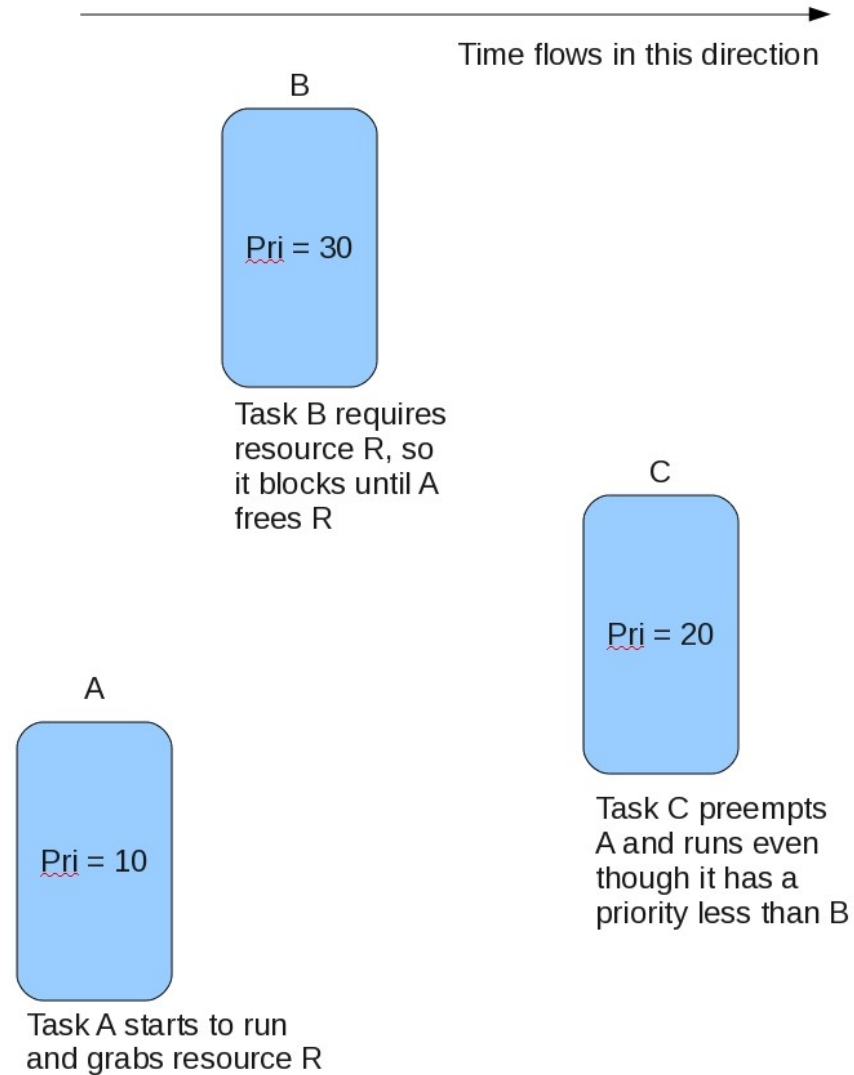 Time flows in this direction
B
Pri = 30
Task B requires
resource R, so
it blocks until A
frees R
C
Pri = 20
Task C preempts
A and runs even
though it has a
priority less than B
A
Pri = 10
Task A starts to run
and grabs resource R